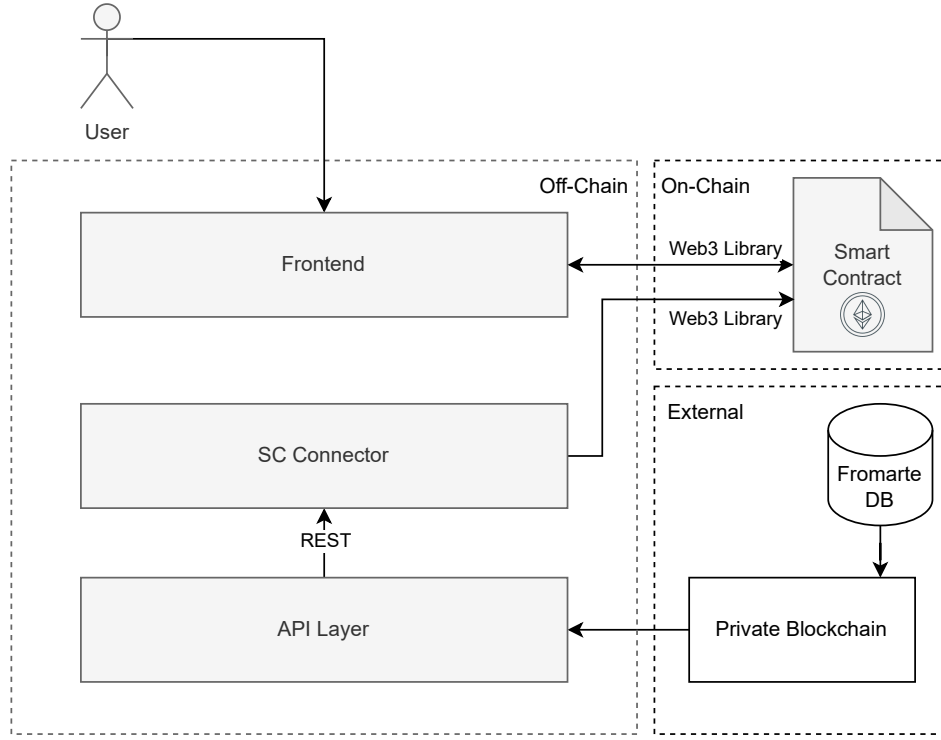 User
Off-Chain
On-Chain
Frontend
Web3 Library
Smart
Contract
Web3 Library
SC Connector
External
Fromarte
DB
REST
API Layer
Private Blockchain